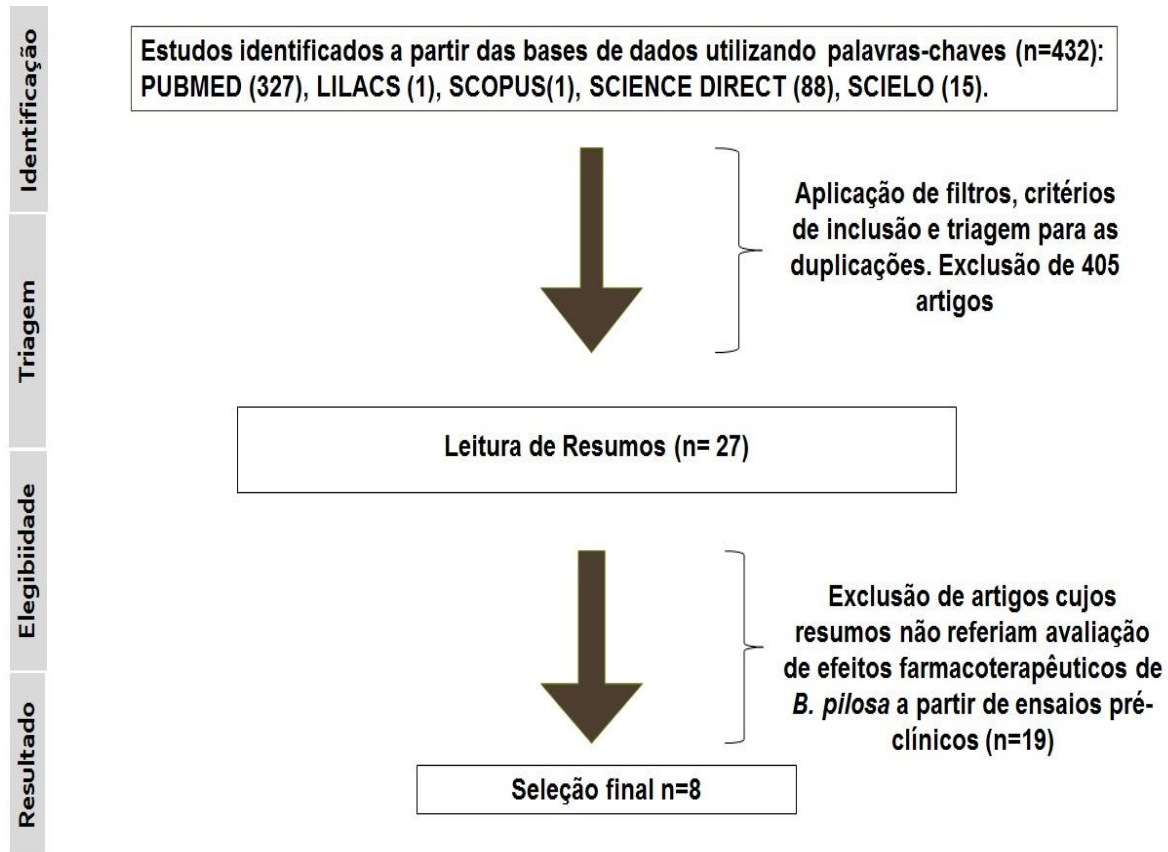 Identificação
Estudos identificados a partir das bases de dados utilizando palavras-chaves (n=432):
PUBMED (327), LILACS (1), SCOPUS(1), SCIENCE DIRECT (88), SCIELO (15).
Aplicação de filtros, critérios
de inclusão e triagem para as
duplicações. Exclusão de 405
artigos
Triagem
Leitura de Resumos (n= 27)
Elegibiidade
Exclusão de artigos cujos
resumos não referiam avaliação
de efeitos farmacoterapêuticos de
B. pilosa a partir de ensaios pré-
clínicos (n=19)
Resultado
Seleção final n=8